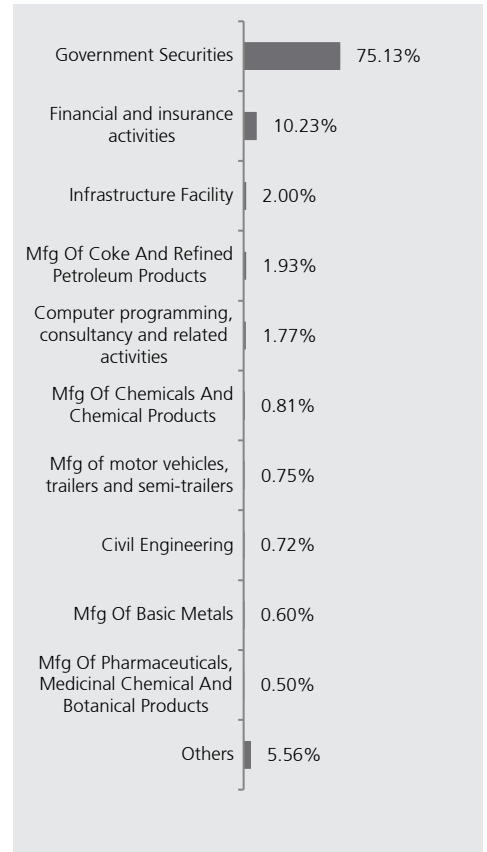 Government Securities 75.13%
Financial and insurance
activities 10.23%
Infrastructure Facility 2.00%
Mfg Of Coke And Refined
Petroleum Products 1.93%
Computer programming,
consultancy and related
activities 1.77%
Mfg Of Chemicals And
Chemical Products 0.81%
Mfg of motor vehicles,
trailers and semi-trailers 0.75%
Civil Engineering 0.72%
Mfg Of Basic Metals 0.60%
Mfg Of Pharmaceuticals,
Medicinal Chemical And
Botanical Products 0.50%
Others 5.56%